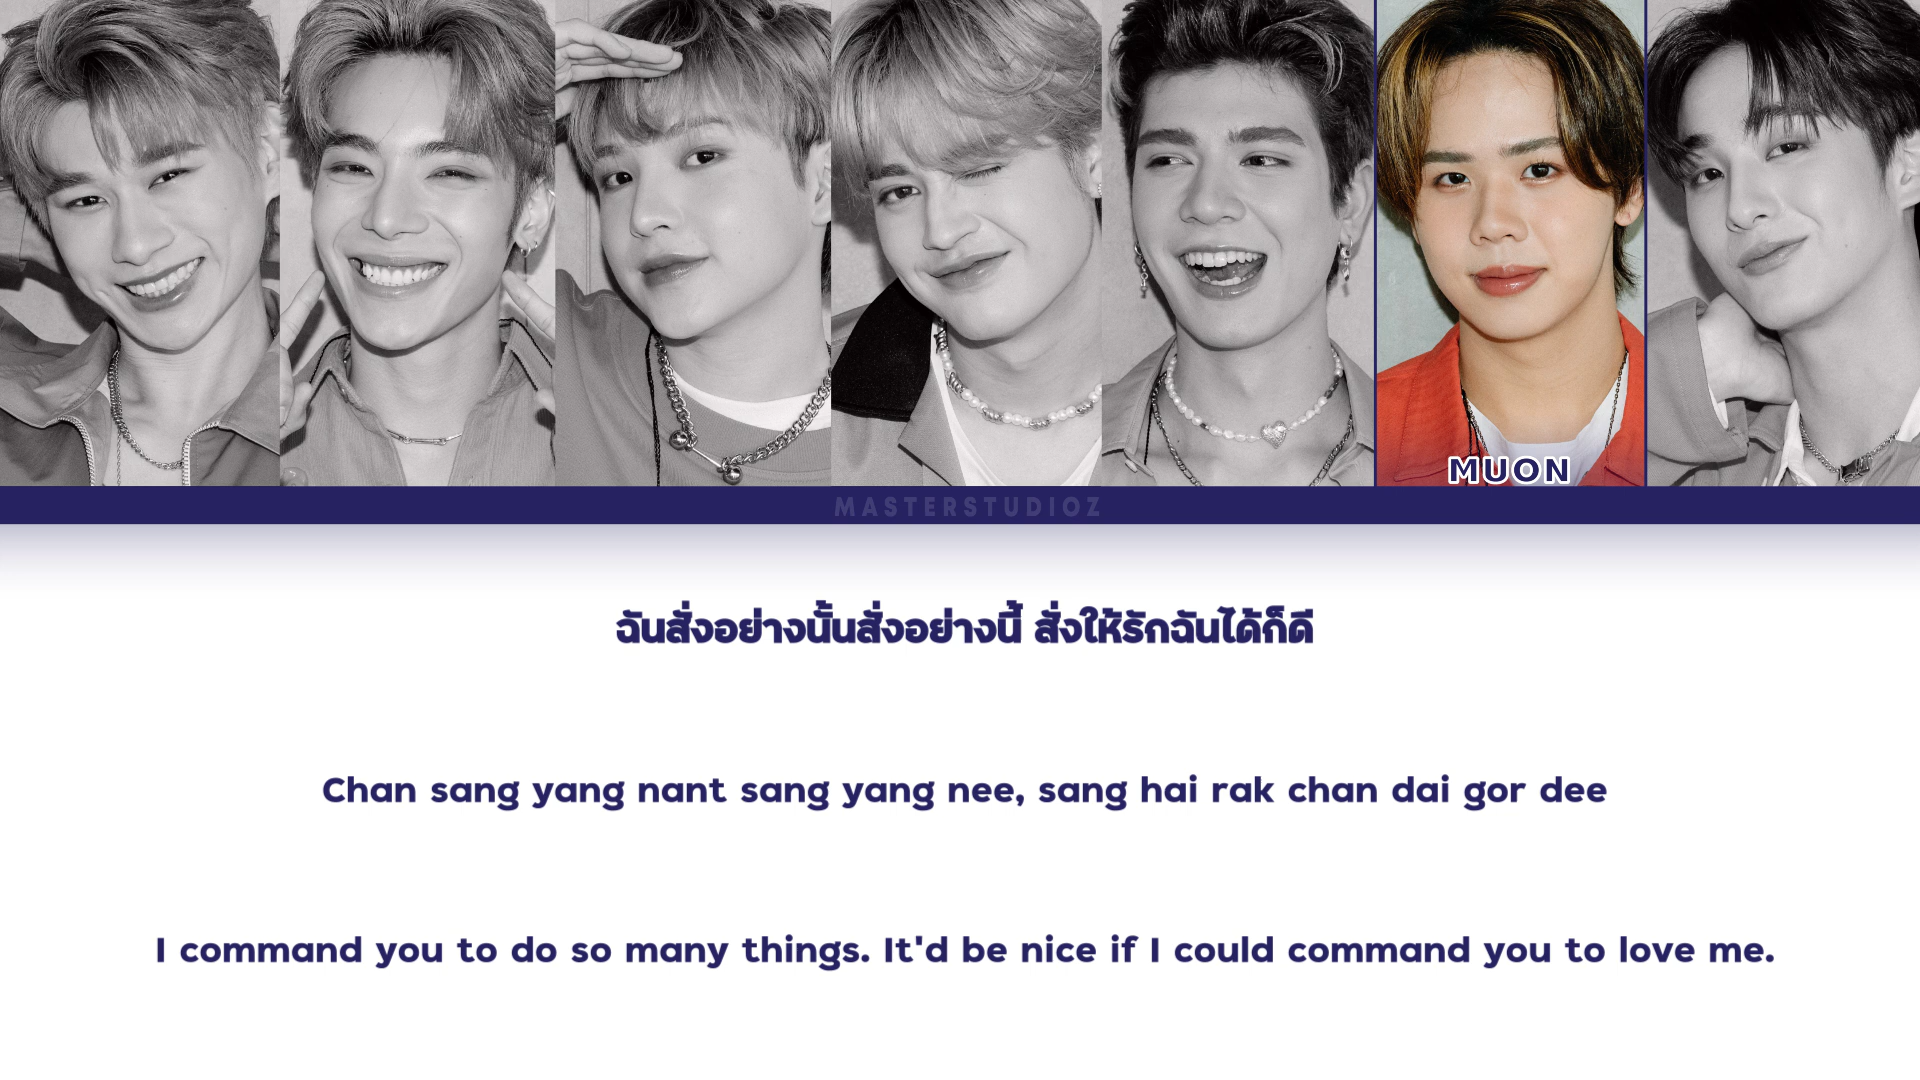 MUON
MASTERSTUDIOZ
ฉันสั่งอย่างนั้นสั่งอย่างนี้ สั่งให้รักฉันได้ก็ดี
Chan sang yang nant sang yang nee, sang hai rak chan dai gor dee
I command you to do so many things. It'd be nice if I could command you to love me.